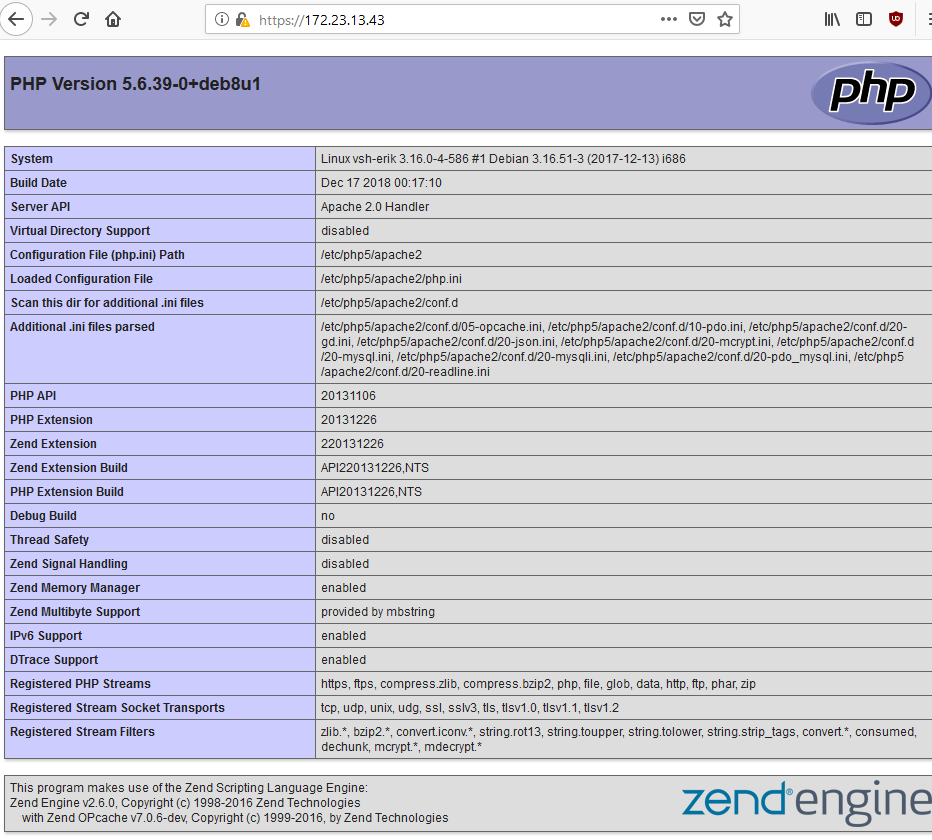 https://172.23.13.43
PHP Version 5.6.39-0+deb8u1
php
System Linux vsh-erik 3.16.0-4-586 #1 Debian 3.16.51-3 (2017-12-13) i686
Build Date Dec 17 2018 00:17:10
Server API Apache 2.0 Handler
Virtual Directory Support disabled
Configuration File (php.ini) Path /etc/php5/apache2
Loaded Configuration File /etc/php5/apache2/php.ini
Scan this dir for additional .ini files /etc/php5/apache2/conf.d
Additional .ini files parsed /etc/php5/apache2/conf.d/05-opcache.ini, /etc/php5/apache2/conf.d/10-pdo.ini, /etc/php5/apache2/conf.d/20-
gd.ini, /etc/php5/apache2/conf.d/20-json.ini, /etc/php5/apache2/conf.d/20-mcrypt.ini, /etc/php5/apache2/conf.d
/20-mysql.ini, /etc/php5/apache2/conf.d/20-mysqli.ini, /etc/php5/apache2/conf.d/20-pdo_mysql.ini, /etc/php5
/apache2/conf.d/20-readline.ini
PHP API 20131106
PHP Extension 20131226
Zend Extension 220131226
Zend Extension Build API220131226,NTS
PHP Extension Build API20131226,NTS
Debug Build no
Thread Safety disabled
Zend Signal Handling disabled
Zend Memory Manager enabled
Zend Multibyte Support provided by mbstring
IPv6 Support enabled
DTrace Support enabled
Registered PHP Streams https, ftps, compress.zlib, compress.bzip2, php, file, glob, data, http, ftp, phar, zip
Registered Stream Socket Transports tcp, udp, unix, udg, ssl, sslv3, tls, tlsv1.0, tlsv1.1, tlsv1.2
Registered Stream Filters zlib.*, bzip2.*, convert.iconv.*, string.rot13, string.toupper, string.tolower, string.strip_tags, convert.*, consumed,
dechunk, mcrypt.*, mdecrypt.*
This program makes use of the Zend Scripting Language Engine:
Zend Engine v2.6.0, Copyright (c) 1998-2016 Zend Technologies
with Zend OPcache v7.0.6-dev, Copyright (c) 1999-2016, by Zend Technologies
zend® engine